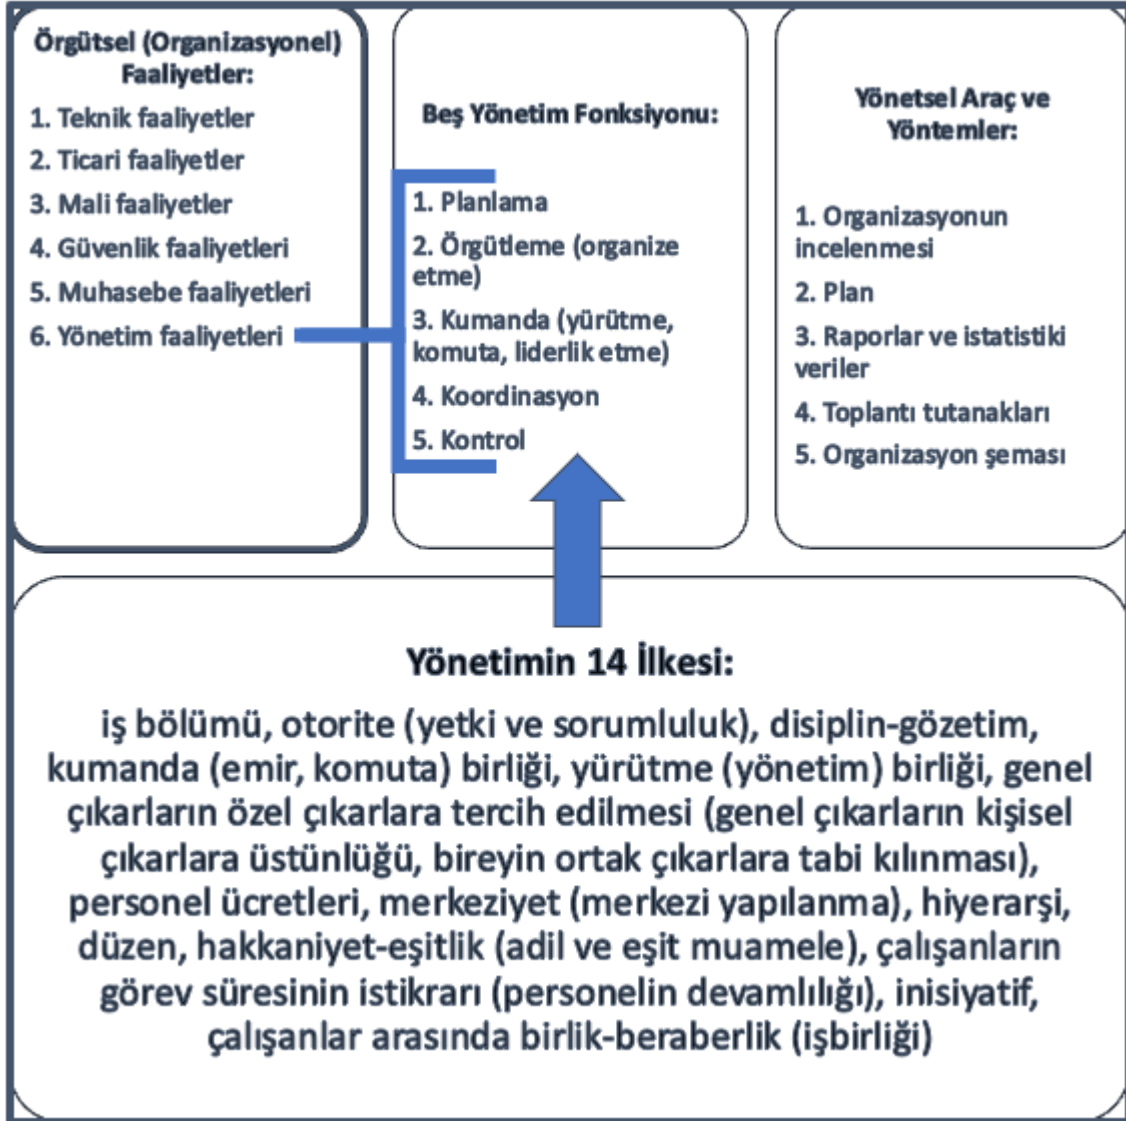 Örgütsel (Organizasyonel)
Faaliyetler:
1. Teknik faaliyetler
2. Ticari faaliyetler
3. Mali faaliyetler
4. Güvenlik faaliyetleri
5. Muhasebe faaliyetleri
6. Yönetim faaliyetleri
Beş Yönetim Fonksiyonu:
1. Planlama
2. Örgütleme (organize
etme)
3. Kumanda (yürütme,
komuta, liderlik etme)
4. Koordinasyon
5. Kontrol
Yönetsel Araç ve
Yöntemler:
1. Organizasyonun
incelenmesi
2. Plan
3. Raporlar ve istatistiki
veriler
4. Toplantı tutanakları
5. Organizasyon şeması
Yönetimin 14 İlkesi:
iş bölümü, otorite (yetki ve sorumluluk), disiplin-gözetim,
kumanda (emir, komuta) birliği, yürütme (yönetim) birliği, genel
çıkarların özel çıkarlara tercih edilmesi (genel çıkarların kişisel
çıkarlara üstünlüğü, bireyin ortak çıkarlara tabi kılınması),
personel ücretleri, merkeziyet (merkezi yapılanma), hiyerarşi,
düzen, hakkaniyet-eşitlik (adil ve eşit muamele), çalışanların
görev süresinin istikrarı (personelin devamlılığı), inisiyatif,
çalışanlar arasında birlik-beraberlik (işbirliği)